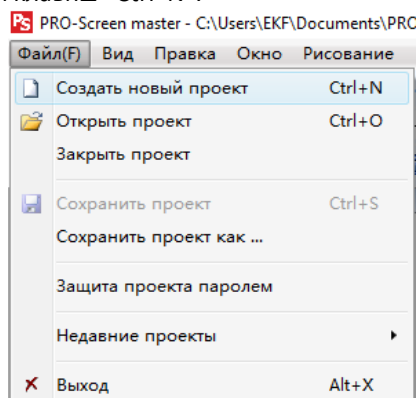 PS PRO-Screen master - C:\Users\EKF\Documents\PRO
Файл(F) Вид Правка Окно Рисование
Создать новый проект Ctrl+N
Открыть проект Ctrl+O
Закрыть проект
Сохранить проект Ctrl+S
Сохранить проект как ...
Защита проекта паролем
Недавние проекты
Выход Alt+X